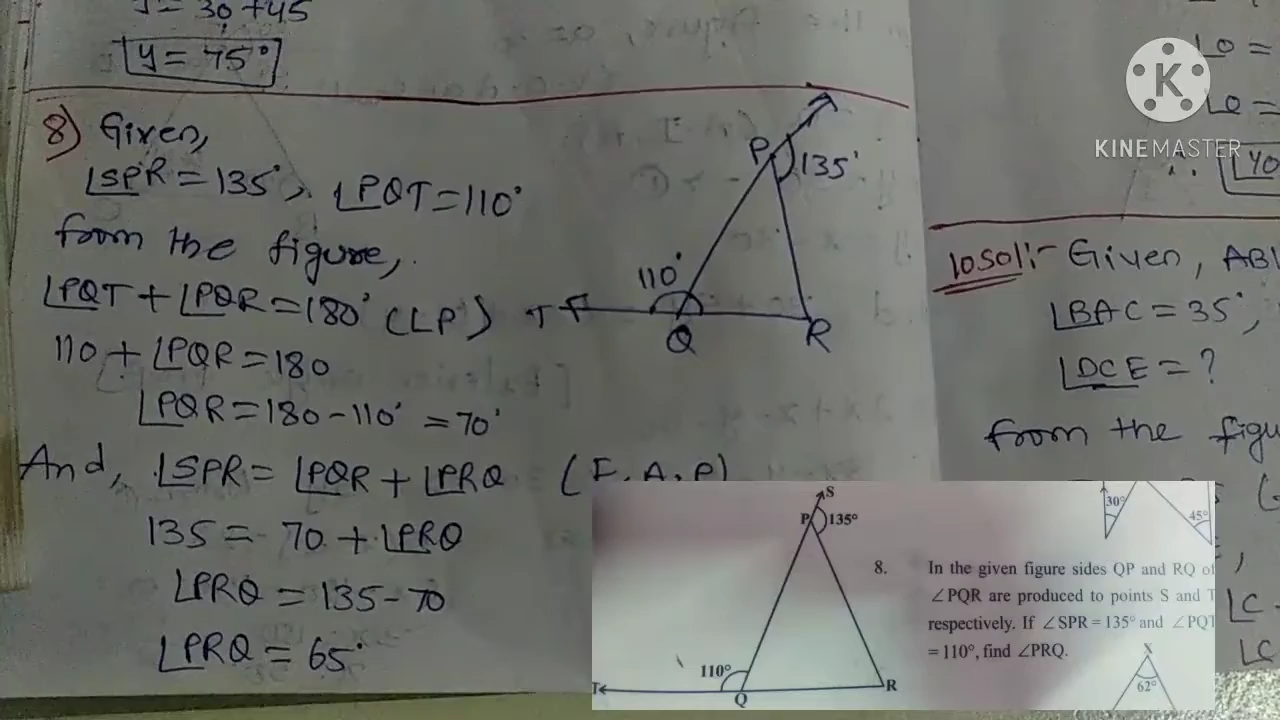 y = 30 + 45
y = 75°
8) Given,
∠SPR = 135°, ∠PQT = 110°
from the figure,
∠PQT + ∠PQR = 180° (LP)
110 + ∠PQR = 180
∠PQR = 180 - 110° = 70°
And, ∠SPR = ∠PQR + ∠PRQ (E.A.P)
135 = 70 + ∠PRQ
∠PRQ = 135 - 70
∠PRQ = 65°
P
135°
110°
T
Q
R
KINEMASTER
K
10 Sol:- Given,
∠BAC = 35°,
∠DCE = ?
from the
S
P
135°
110°
T
Q
R
30°
45°
8. In the given figure sides QP and RQ of
∠PQR are produced to points S and T
respectively. If ∠SPR = 135° and ∠PQT
= 110°, find ∠PRQ.
X
62°